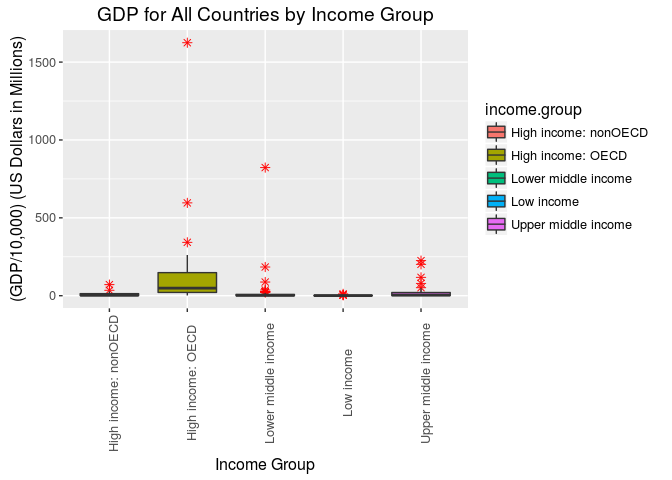 GDP for All Countries by Income Group
(GDP/10,000) (US Dollars in Millions)
1500
1000
500
0
High income: nonOECD
High income: OECD
Lower middle income
Low income
Upper middle income
Income Group
income.group
High income: nonOECD
High income: OECD
Lower middle income
Low income
Upper middle income